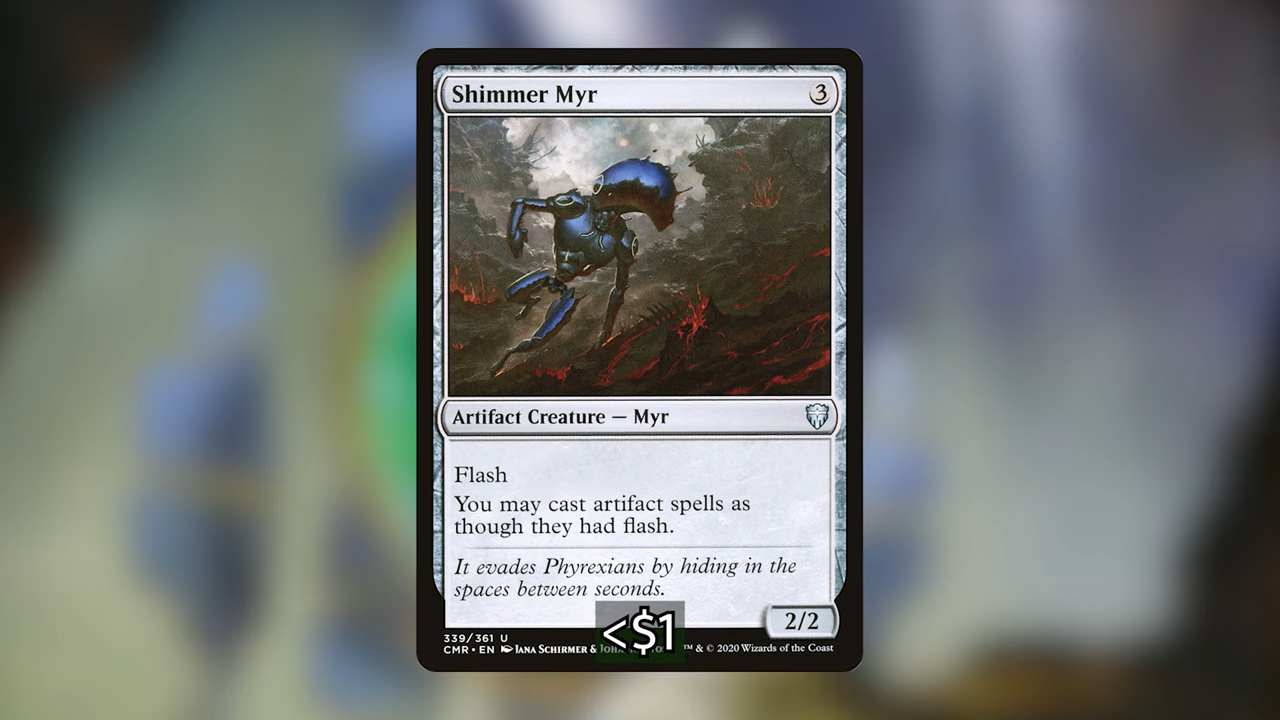 Shimmer Myr 3
Artifact Creature — Myr
Flash
You may cast artifact spells as
though they had flash.
It evades Phyrexians by hiding in the
spaces between seconds.
<$1
2/2
339/361 U
CMR • EN JANA SCHIRMER & ™ & © 2020 Wizards of the Coast